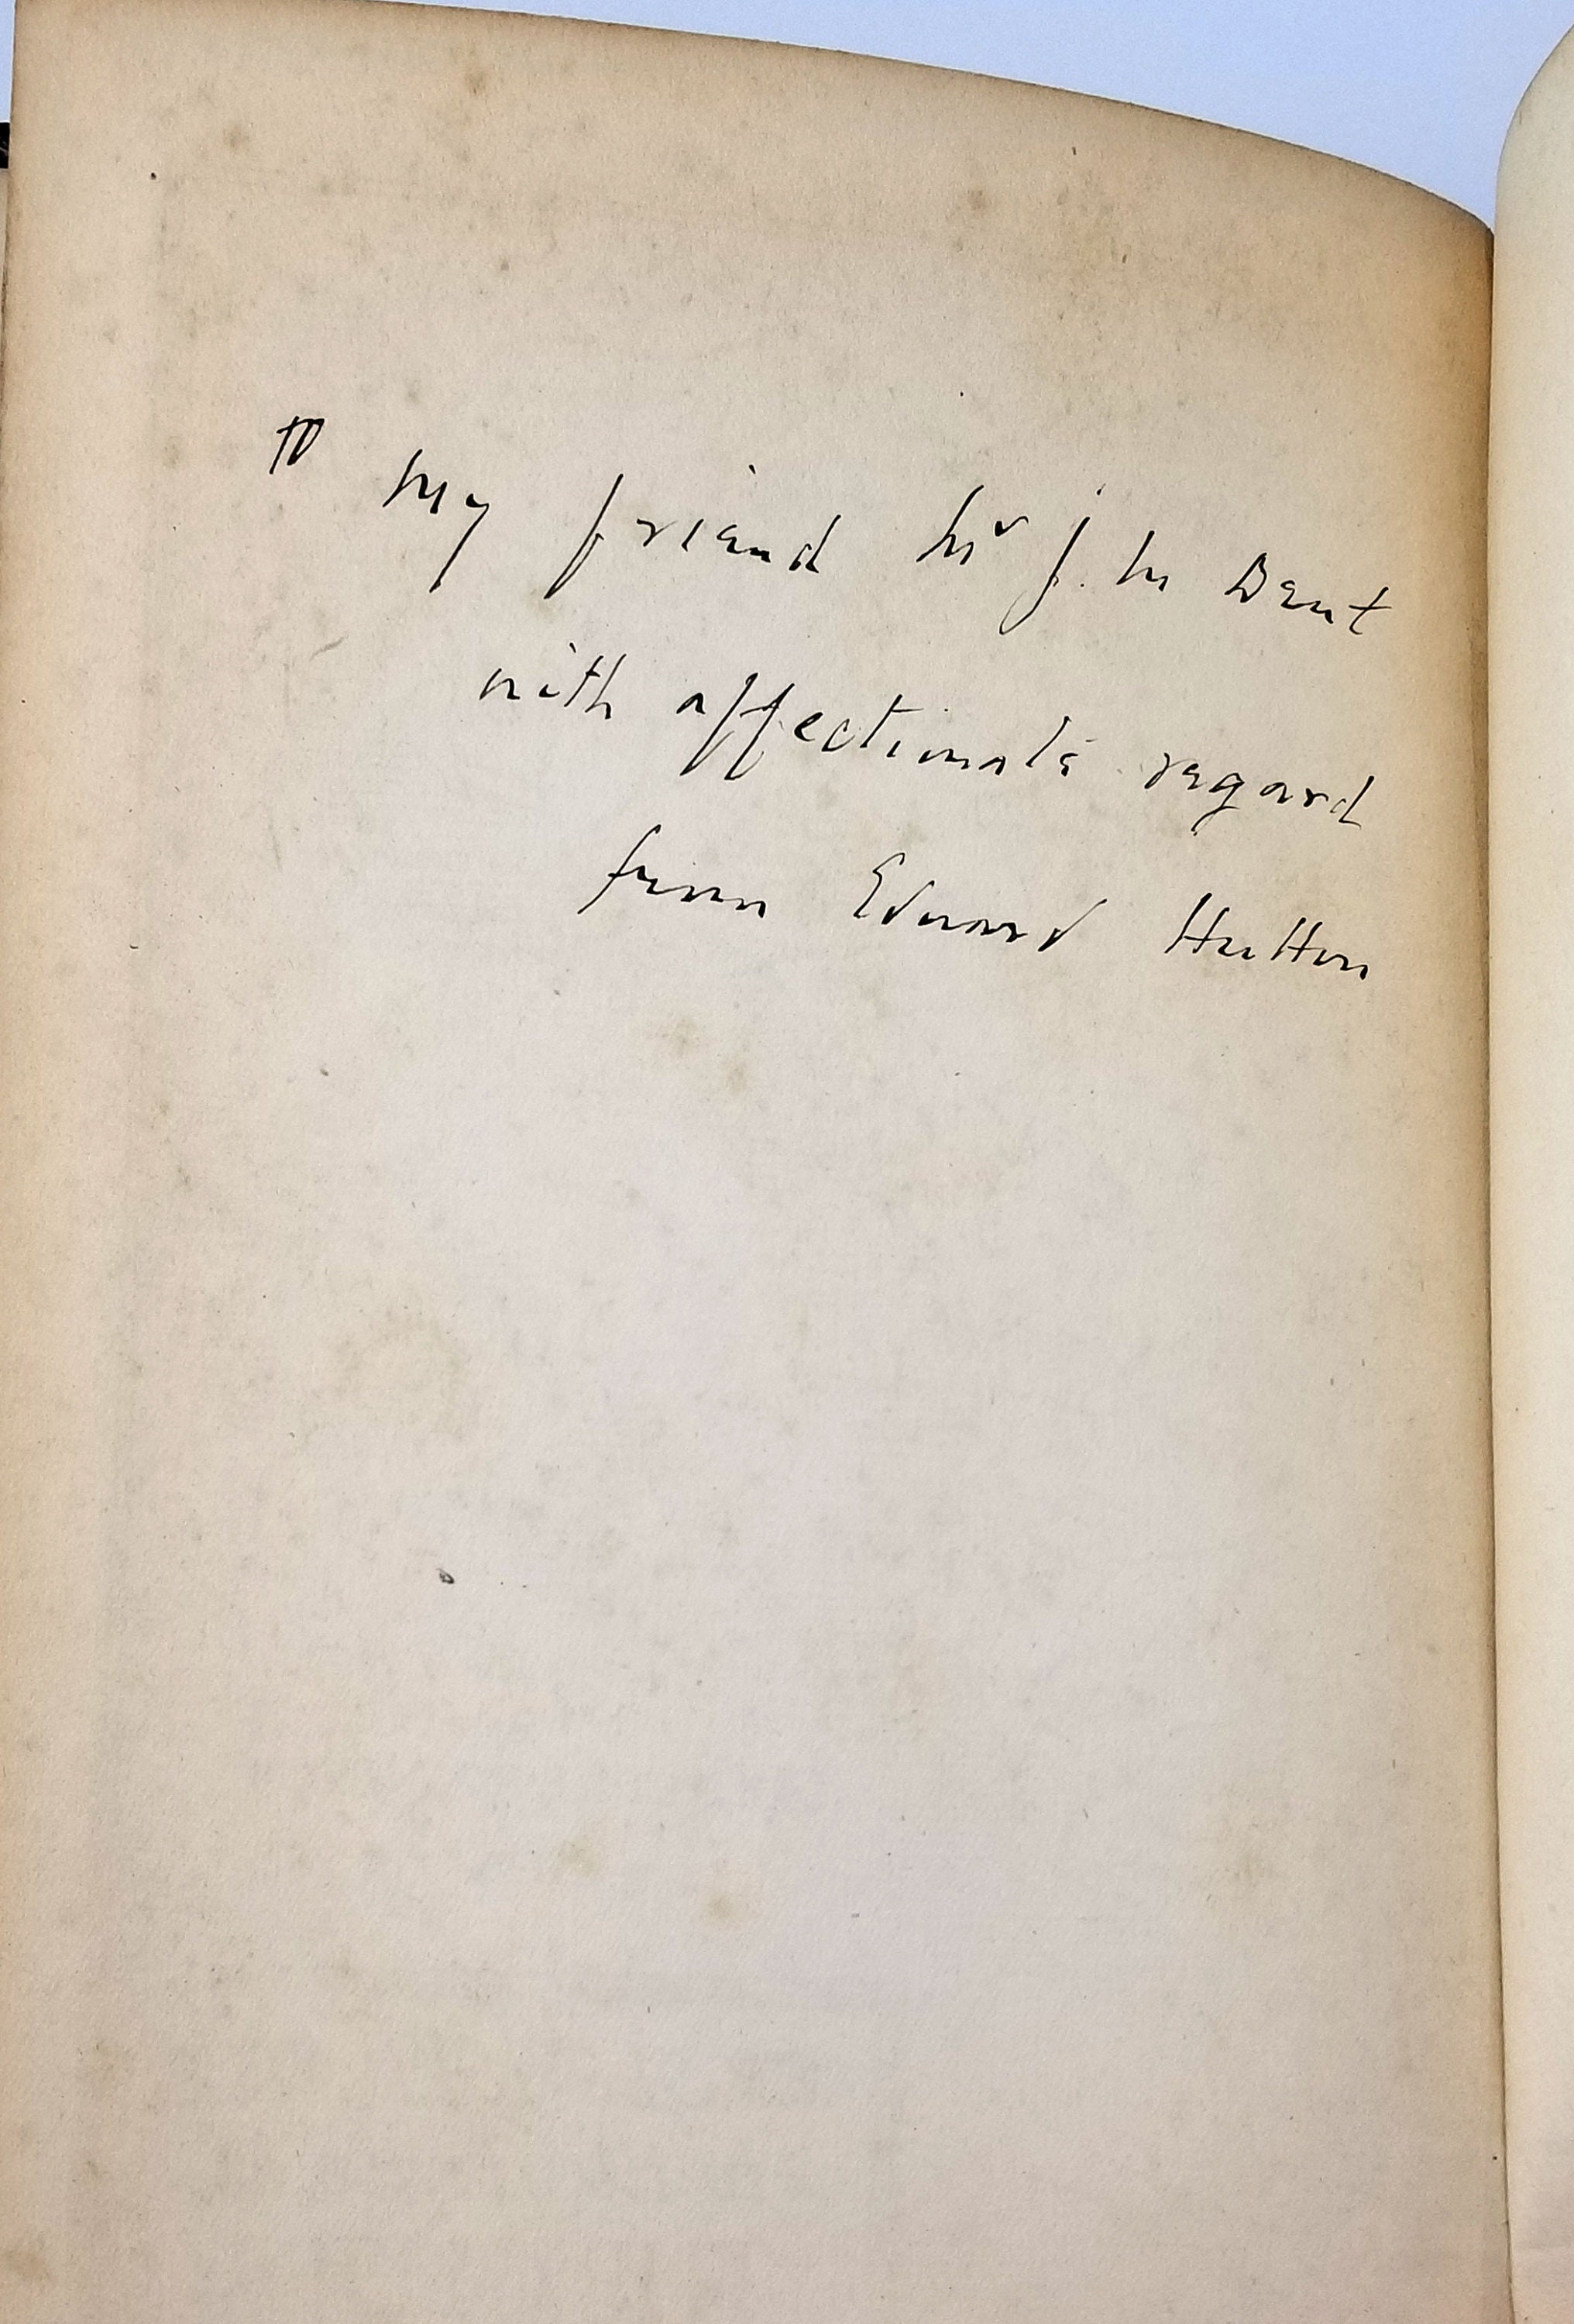 To my friend Mr J. M Dent
with affectionate regard
from Edward Hutton